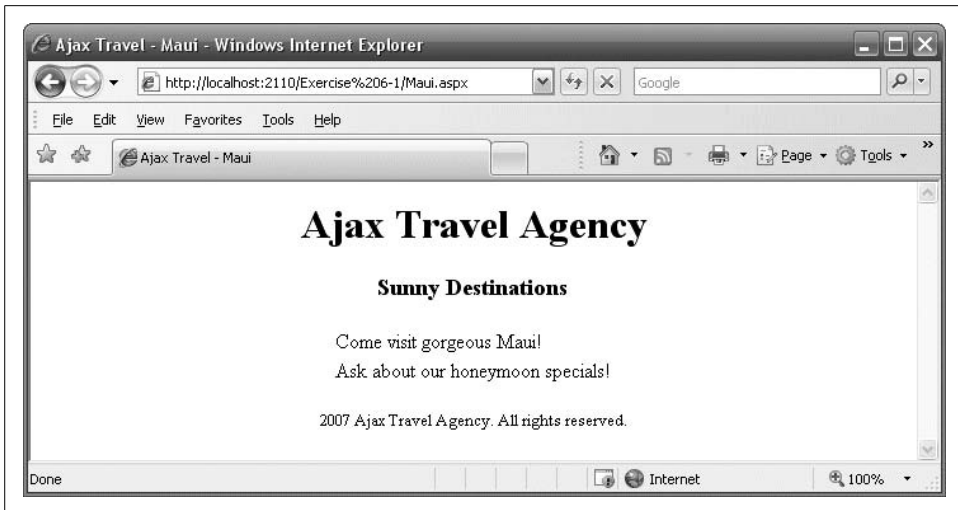 Ajax Travel - Maui - Windows Internet Explorer
http://localhost:2110/Exercise%206-1/Maui.aspx
Google
File Edit View Favorites Tools Help
Ajax Travel - Maui
Page Tools »
Ajax Travel Agency
Sunny Destinations
Come visit gorgeous Maui!
Ask about our honeymoon specials!
2007 Ajax Travel Agency. All rights reserved.
Done Internet 100%